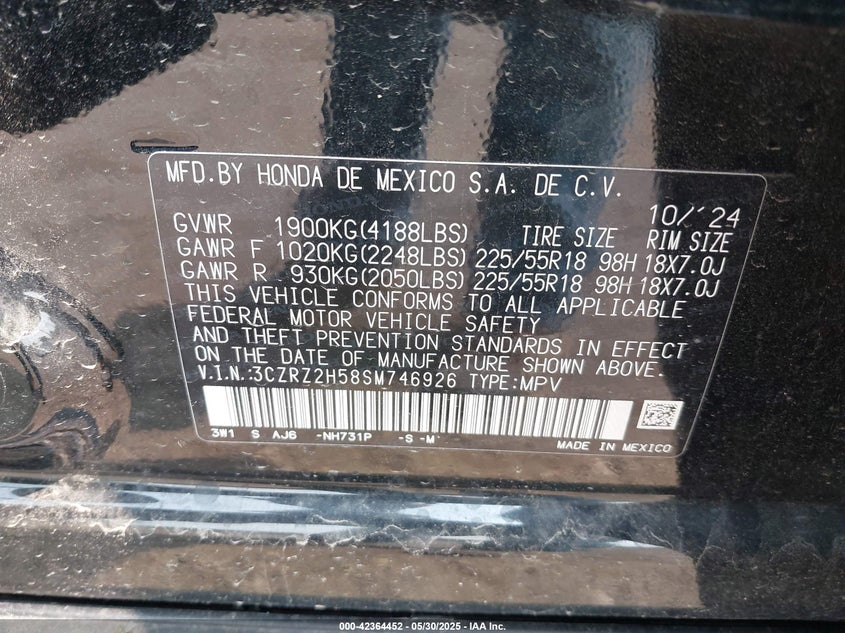 MFD.BY HONDA DE MEXICO S.A. DE C.V.
10/'24
GVWR 1900KG(4188LBS) TIRE SIZE RIM SIZE
GAWR F 1020KG(2248LBS) 225/55R18 98H 18X7.0J
GAWR R 930KG(2050LBS) 225/55R18 98H 18X7.0J
THIS VEHICLE CONFORMS TO ALL APPLICABLE
FEDERAL MOTOR VEHICLE SAFETY
AND THEFT PREVENTION STANDARDS IN EFFECT
ON THE DATE OF MANUFACTURE SHOWN ABOVE.
V.I.N.:3CZRZ2H58SM746926 TYPE:MPV
3W1 S AJ6 -NH731P -S -M
MADE IN MEXICO
000-42364452 — 05/30/2025 — IAA Inc.